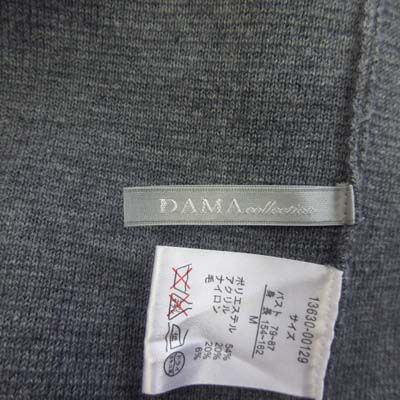 DAMA collection
13630-00129
サイズ
バスト 79-87
身長 154-162
M
ポリエステル 54%
アクリル 20%
ナイロン 20%
毛 6%